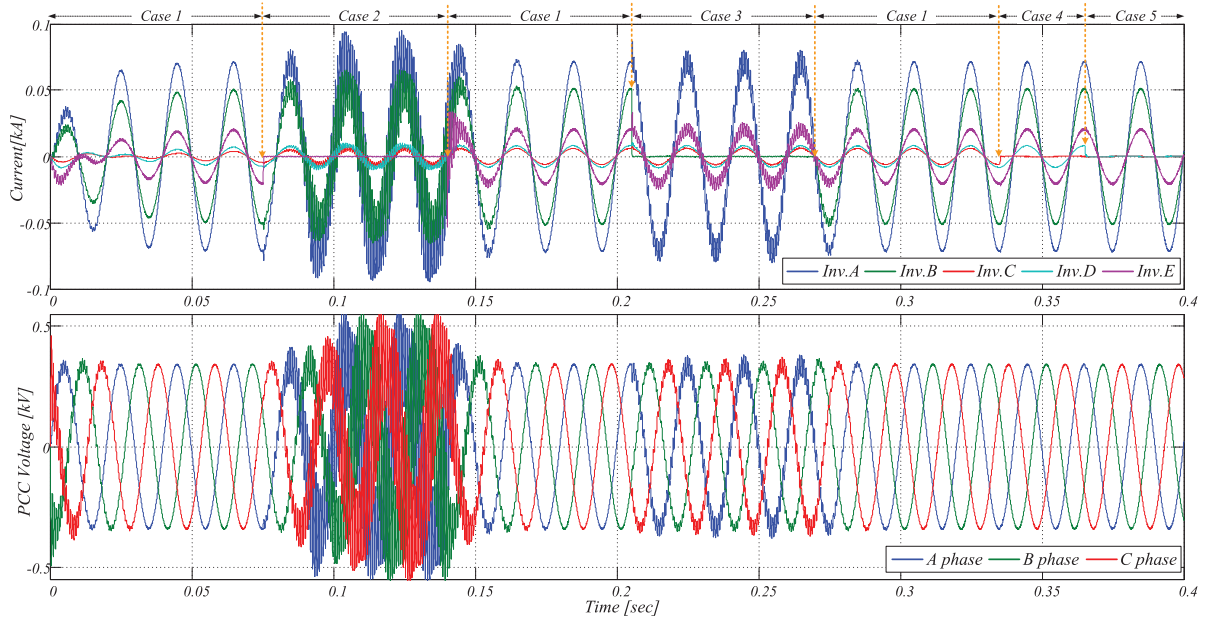 Case 1 Case 2 Case 1 Case 3 Case 1 Case 4 Case 5
0.1
0.05
0
-0.05
-0.1
Current[kA]
Inv.A Inv.B Inv.C Inv.D Inv.E
0 0.05 0.1 0.15 0.2 0.25 0.3 0.35 0.4
0.5
0
-0.5
PCC Voltage [kV]
A phase B phase C phase
0 0.05 0.1 0.15 0.2 0.25 0.3 0.35 0.4
Time [sec]